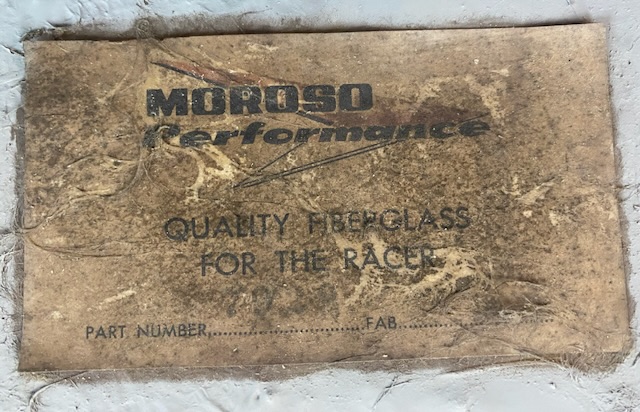 MOROSO
Performance
QUALITY FIBERGLASS
FOR THE RACER
PART NUMBER..............................FAB..............................